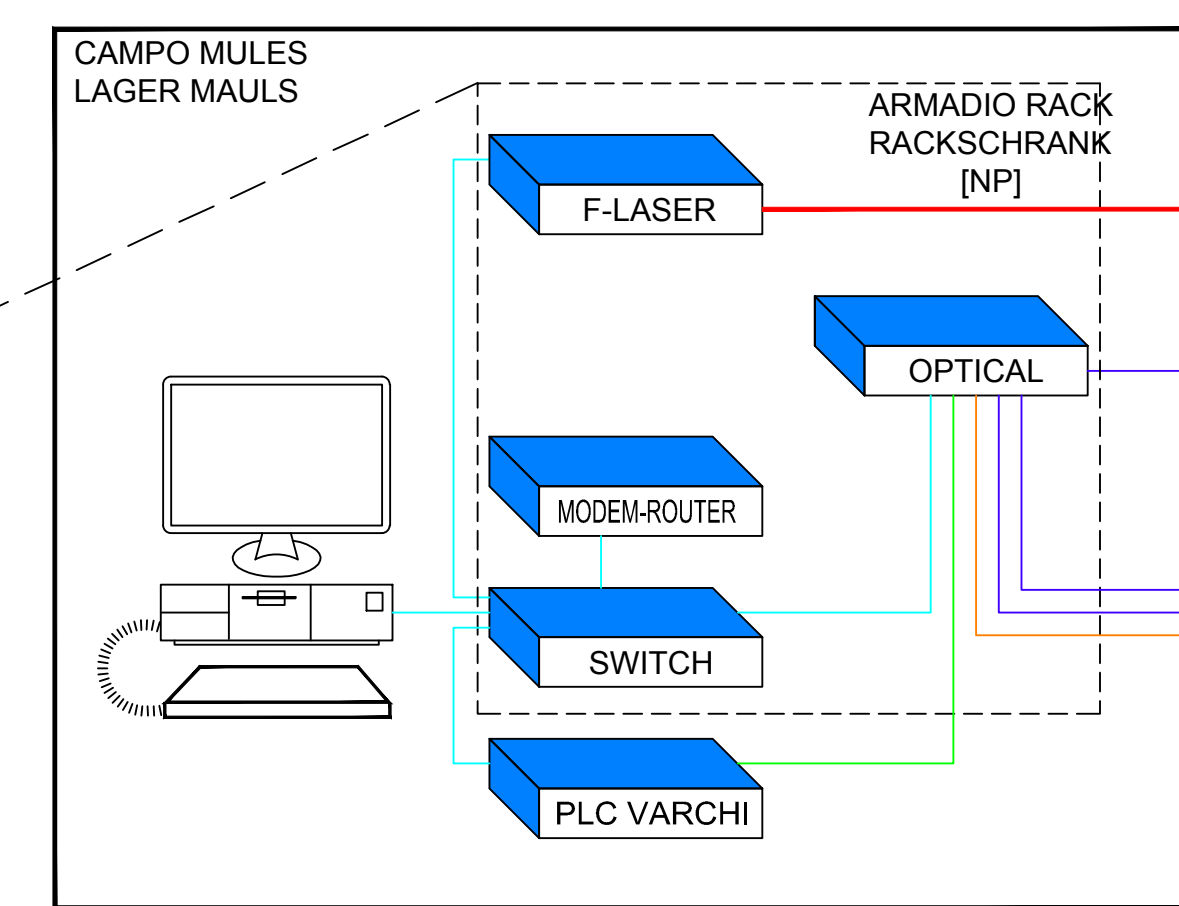 CAMPO MULES
LAGER MAULS
ARMADIO RACK
RACKSCHRANK
[NP]
F-LASER
OPTICAL
MODEM-ROUTER
SWITCH
PLC VARCHI